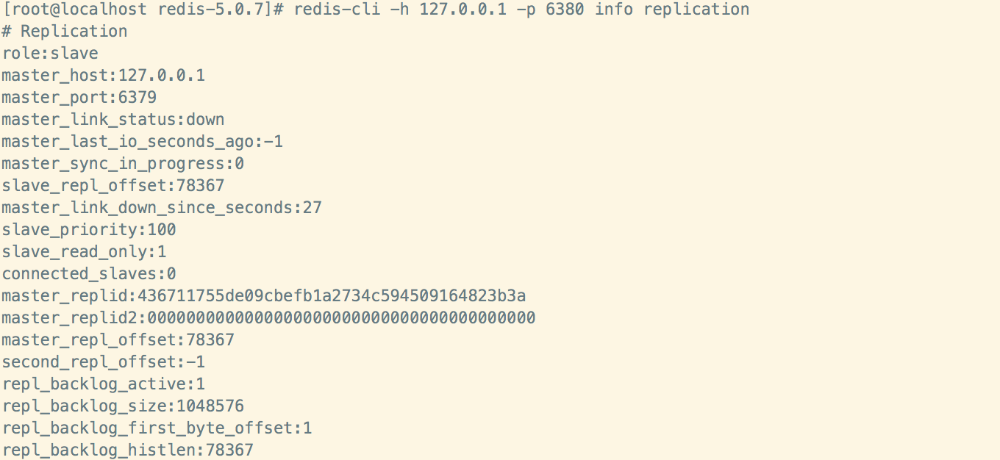 [root@localhost redis-5.0.7]# redis-cli -h 127.0.0.1 -p 6380 info replication
# Replication
role:slave
master_host:127.0.0.1
master_port:6379
master_link_status:down
master_last_io_seconds_ago:-1
master_sync_in_progress:0
slave_repl_offset:78367
master_link_down_since_seconds:27
slave_priority:100
slave_read_only:1
connected_slaves:0
master_replid:436711755de09cbefb1a2734c594509164823b3a
master_replid2:0000000000000000000000000000000000000000
master_repl_offset:78367
second_repl_offset:-1
repl_backlog_active:1
repl_backlog_size:1048576
repl_backlog_first_byte_offset:1
repl_backlog_histlen:78367